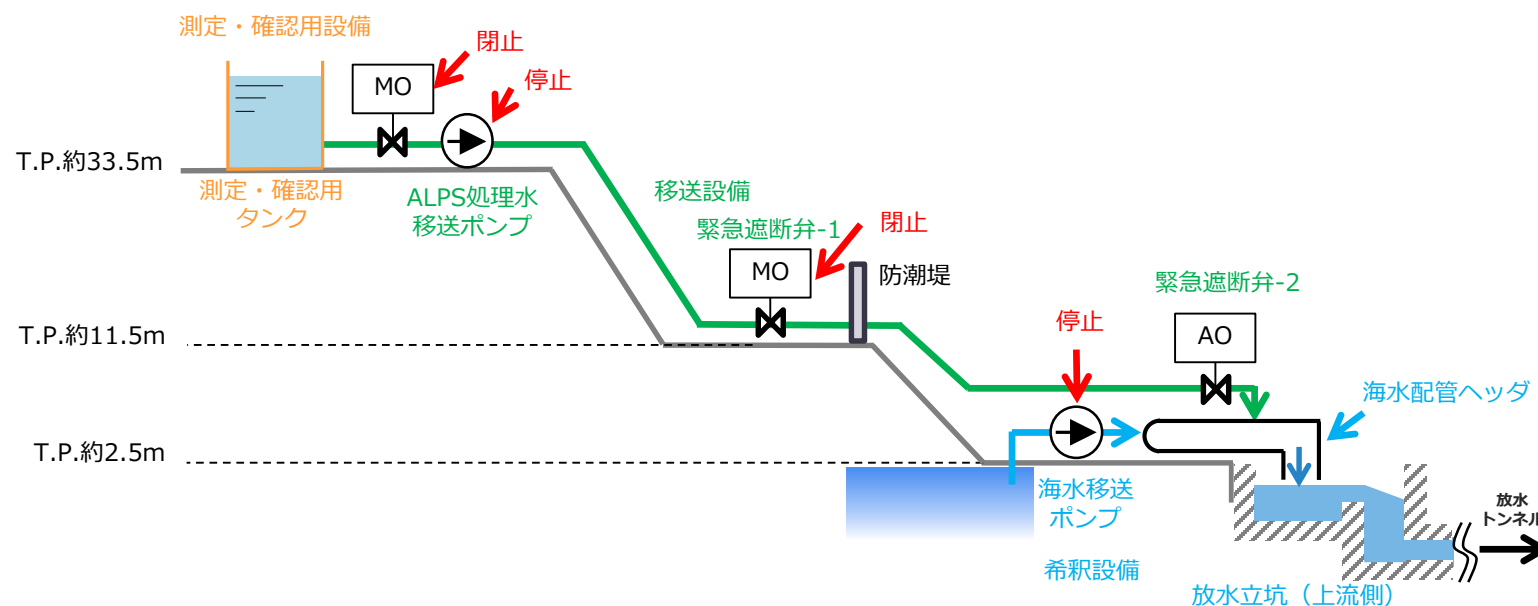 測定・確認用設備
閉止
MO
停止
T.P.約33.5m
測定・確認用
タンク
ALPS処理水
移送ポンプ
移送設備
緊急遮断弁-1
閉止
MO
防潮堤
緊急遮断弁-2
T.P.約11.5m
停止
AO
海水配管ヘッダ
T.P.約2.5m
海水移送
ポンプ
放水
トンネル
希釈設備
放水立坑（上流側）